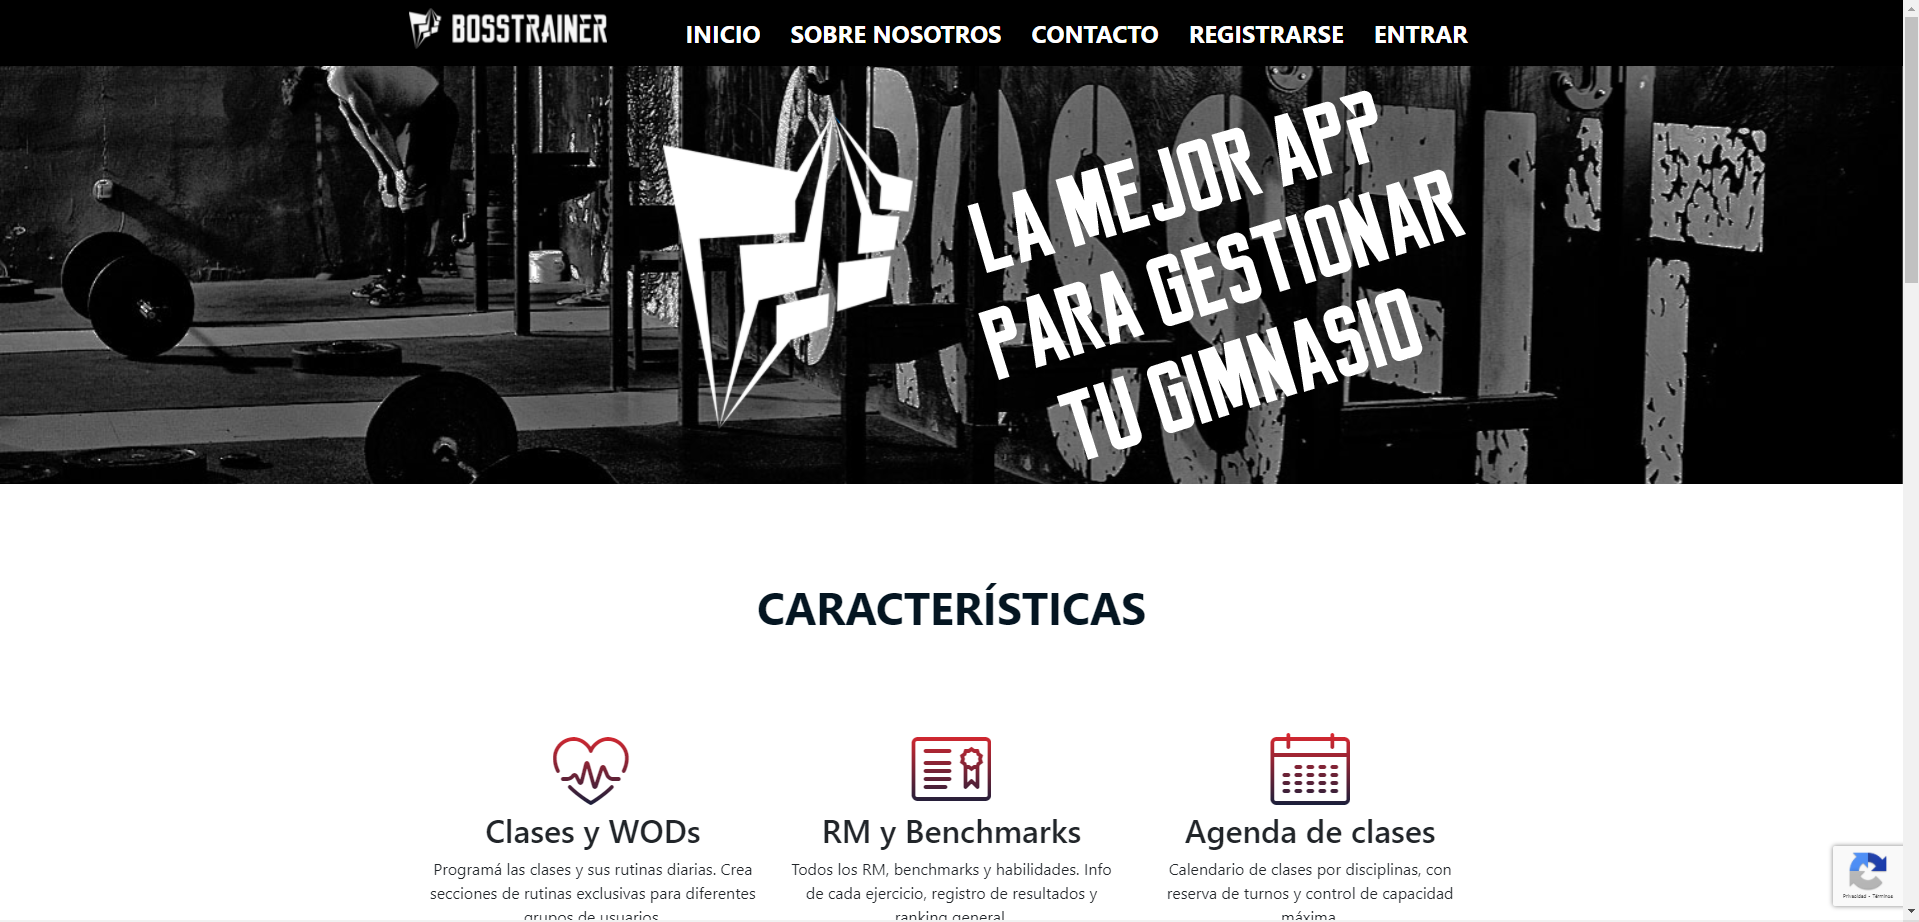 BOSSTRAINER
INICIO SOBRE NOSOTROS CONTACTO REGISTRARSE ENTRAR
LA MEJOR APP
PARA GESTIONAR
TU GIMNASIO
CARACTERÍSTICAS
Clases y WODs
Programá las clases y sus rutinas diarias. Crea
secciones de rutinas exclusivas para diferentes
grupos de usuarios
RM y Benchmarks
Todos los RM, benchmarks y habilidades. Info
de cada ejercicio, registro de resultados y
ranking general
Agenda de clases
Calendario de clases por disciplinas, con
reserva de turnos y control de capacidad
máxima
Privacidad - Términos